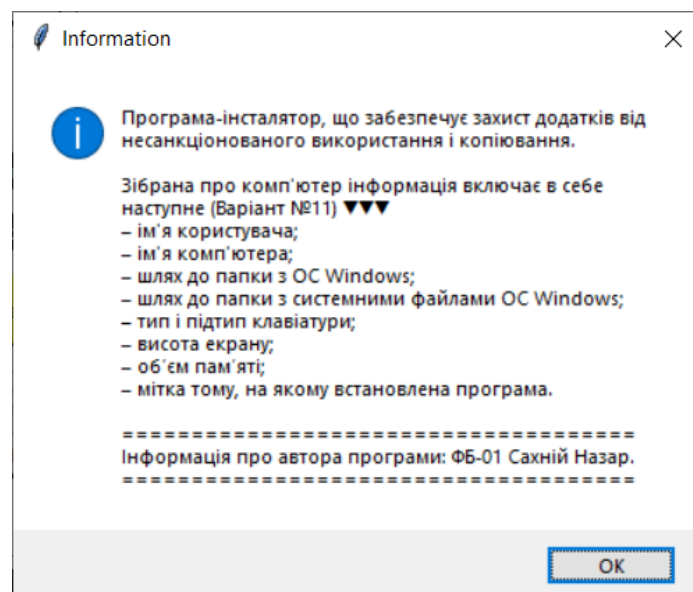 Information
Програма-інсталятор, що забезпечує захист додатків від
несанкціонованого використання і копіювання.
Зібрана про комп'ютер інформація включає в себе
наступне (Варіант №11) ▼▼▼
– ім'я користувача;
– ім'я комп'ютера;
– шлях до папки з ОС Windows;
– шлях до папки з системними файлами ОС Windows;
– тип і підтип клавіатури;
– висота екрану;
– об'єм пам'яті;
– мітка тому, на якому встановлена програма.
=====================================
Інформація про автора програми: ФБ-01 Сахній Назар.
=====================================
OK